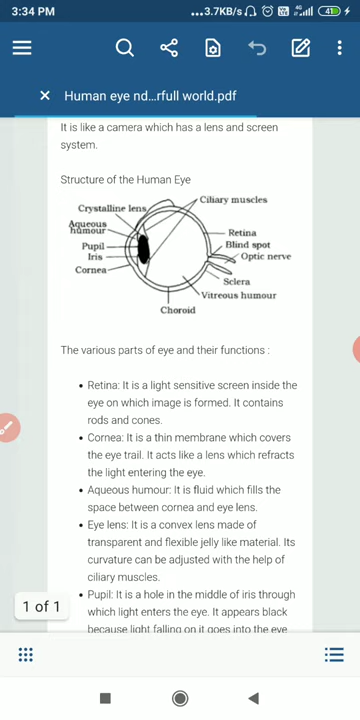 3:34 PM
...3.7KB/s
4G
41
Human eye nd...rfull world.pdf
It is like a camera which has a lens and screen
system.
Structure of the Human Eye
Ciliary muscles
Crystalline lens
Aqueous
humour
Pupil
Iris
Cornea
Retina
Blind spot
Optic nerve
Sclera
Vitreous humour
Choroid
The various parts of eye and their functions :
• Retina: It is a light sensitive screen inside the
eye on which image is formed. It contains
rods and cones.
• Cornea: It is a thin membrane which covers
the eye trail. It acts like a lens which refracts
the light entering the eye.
• Aqueous humour: It is fluid which fills the
space between cornea and eye lens.
• Eye lens: It is a convex lens made of
transparent and flexible jelly like material. Its
curvature can be adjusted with the help of
ciliary muscles.
• Pupil: It is a hole in the middle of iris through
which light enters the eye. It appears black
because light falling on it goes into the eye
1 of 1